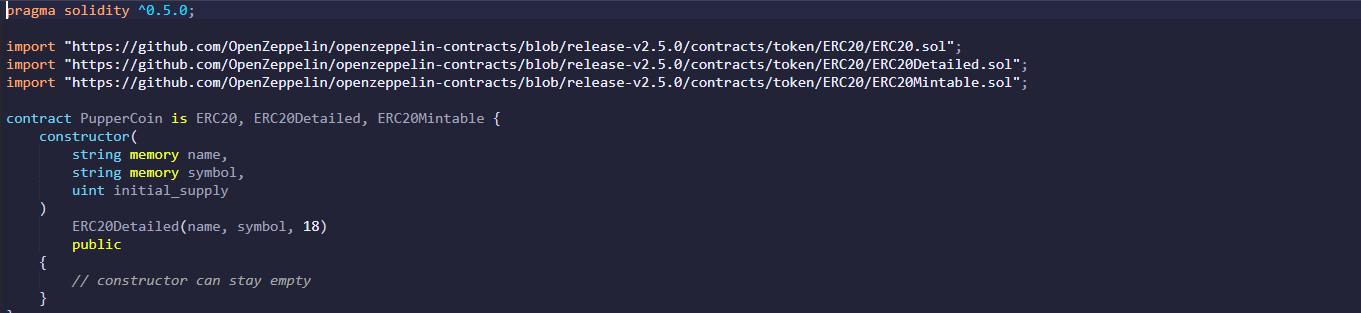 pragma solidity ^0.5.0;
import "https://github.com/OpenZeppelin/openzeppelin-contracts/blob/release-v2.5.0/contracts/token/ERC20/ERC20.sol";
import "https://github.com/OpenZeppelin/openzeppelin-contracts/blob/release-v2.5.0/contracts/token/ERC20/ERC20Detailed.sol";
import "https://github.com/OpenZeppelin/openzeppelin-contracts/blob/release-v2.5.0/contracts/token/ERC20/ERC20Mintable.sol";
contract PupperCoin is ERC20, ERC20Detailed, ERC20Mintable {
constructor(
string memory name,
string memory symbol,
uint initial_supply
)
ERC20Detailed(name, symbol, 18)
public
{
// constructor can stay empty
}